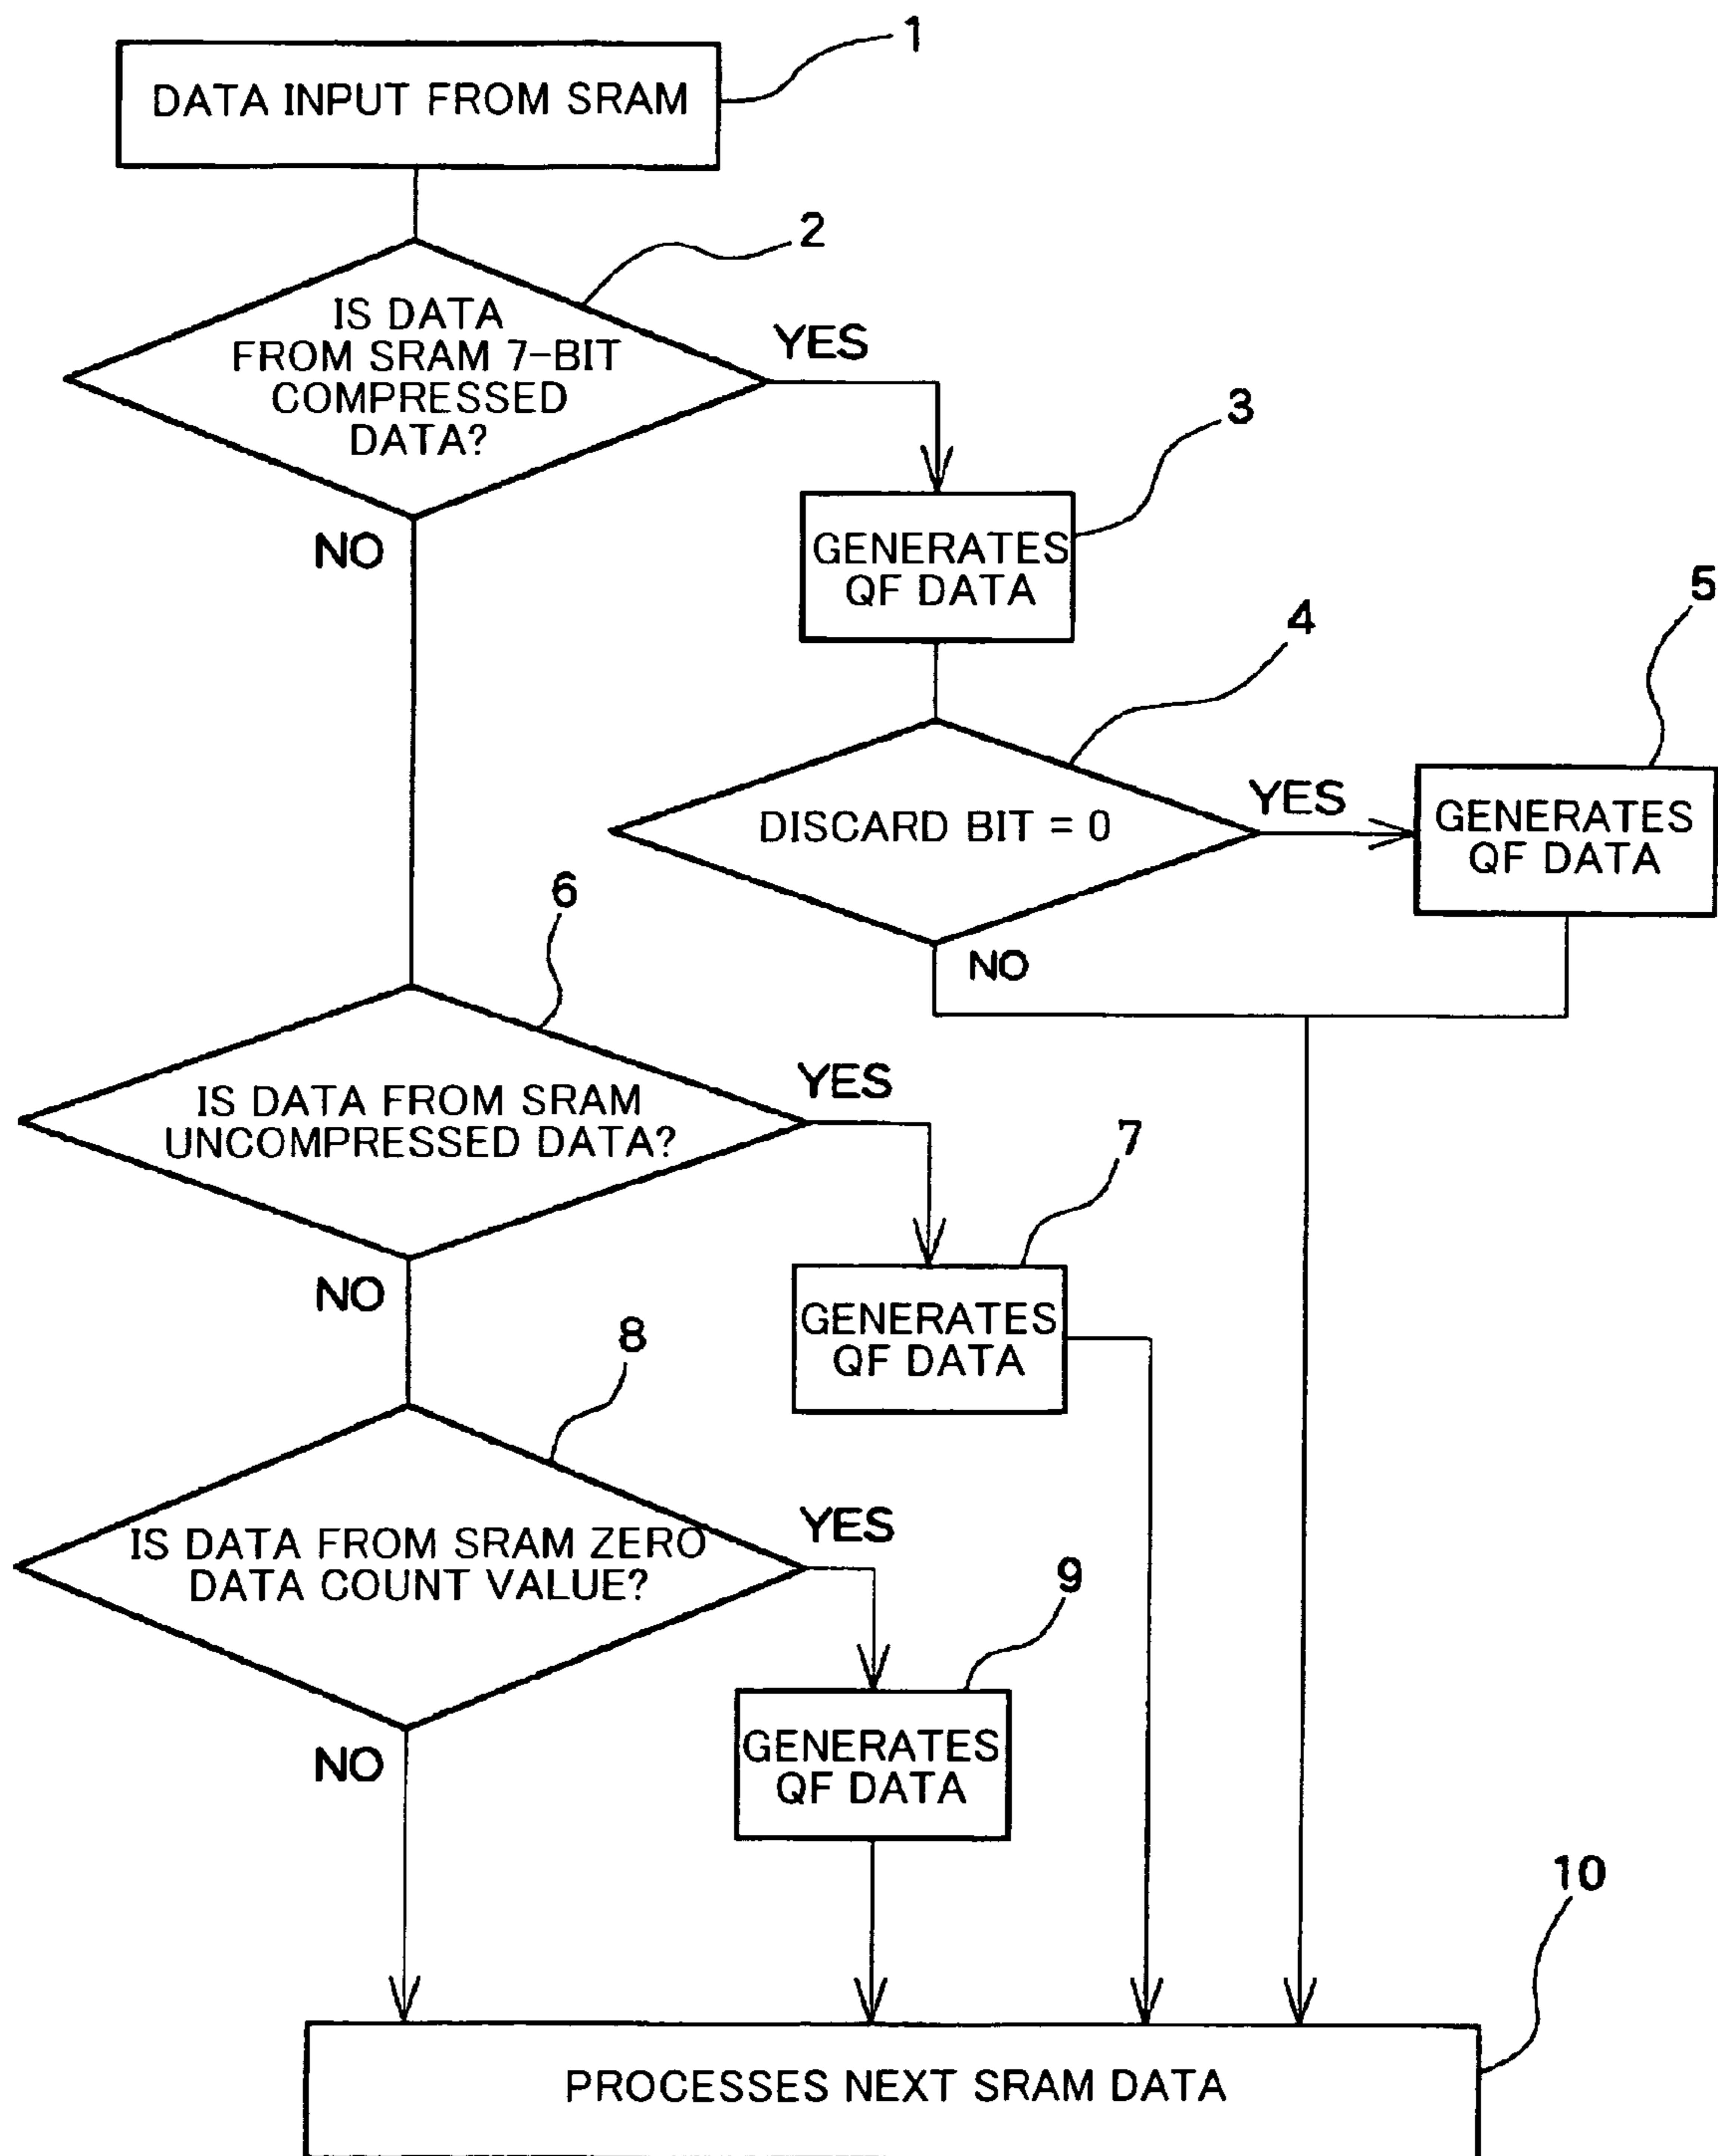 1
DATA INPUT FROM SRAM
2
IS DATA
FROM SRAM 7-BIT
COMPRESSED
DATA?
YES
NO
3
GENERATES
QF DATA
4
DISCARD BIT = 0
YES
NO
5
GENERATES
QF DATA
6
IS DATA FROM SRAM
UNCOMPRESSED DATA?
YES
NO
7
GENERATES
QF DATA
8
IS DATA FROM SRAM ZERO
DATA COUNT VALUE?
YES
NO
9
GENERATES
QF DATA
10
PROCESSES NEXT SRAM DATA